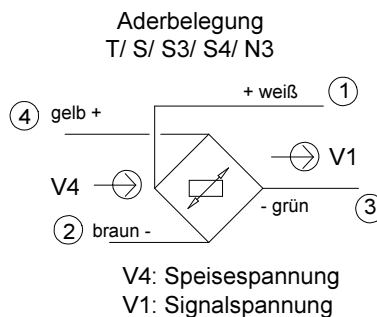 Aderbelegung
T/ S/ S3/ S4/ N3
+ weiß 1
4 gelb +
V1
V4
- grün 3
2 braun -
V4: Speisespannung
V1: Signalspannung